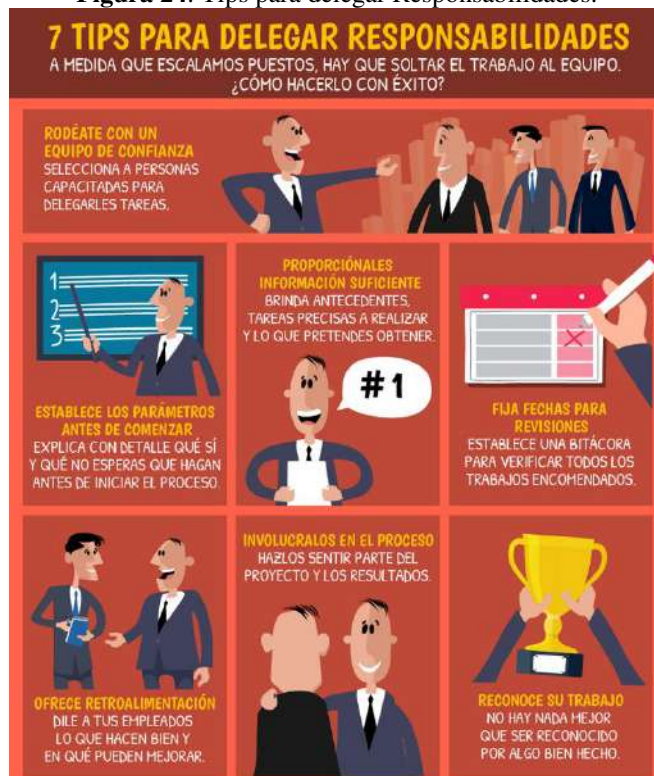 Figura 24. Tips para delegar Responsabilidades.
7 TIPS PARA DELEGAR RESPONSABILIDADES
A MEDIDA QUE ESCALAMOS PUESTOS, HAY QUE SOLTAR EL TRABAJO AL EQUIPO.
¿CÓMO HACERLO CON ÉXITO?
RODÉATE CON UN
EQUIPO DE CONFIANZA
SELECCIONA A PERSONAS
CAPACITADAS PARA
DELEGARLES TAREAS.
1
2
3
ESTABLECE LOS PARÁMETROS
ANTES DE COMENZAR
EXPLICA CON DETALLE QUÉ SÍ
Y QUÉ NO ESPERAS QUE HAGAN
ANTES DE INICIAR EL PROCESO.
PROPORCIÓNALES
INFORMACIÓN SUFICIENTE
BRINDA ANTECEDENTES,
TAREAS PRECISAS A REALIZAR
Y LO QUE PRETENDES OBTENER.
#1
FIJA FECHAS PARA
REVISIONES
ESTABLECE UNA BITÁCORA
PARA VERIFICAR TODOS LOS
TRABAJOS ENCOMENDADOS.
OFRECE RETROALIMENTACIÓN
DILE A TUS EMPLEADOS
LO QUE HACEN BIEN Y
EN QUÉ PUEDEN MEJORAR.
INVOLUCRALOS EN EL PROCESO
HAZLOS SENTIR PARTE DEL
PROYECTO Y LOS RESULTADOS.
RECONOCE SU TRABAJO
NO HAY NADA MEJOR
QUE SER RECONOCIDO
POR ALGO BIEN HECHO.